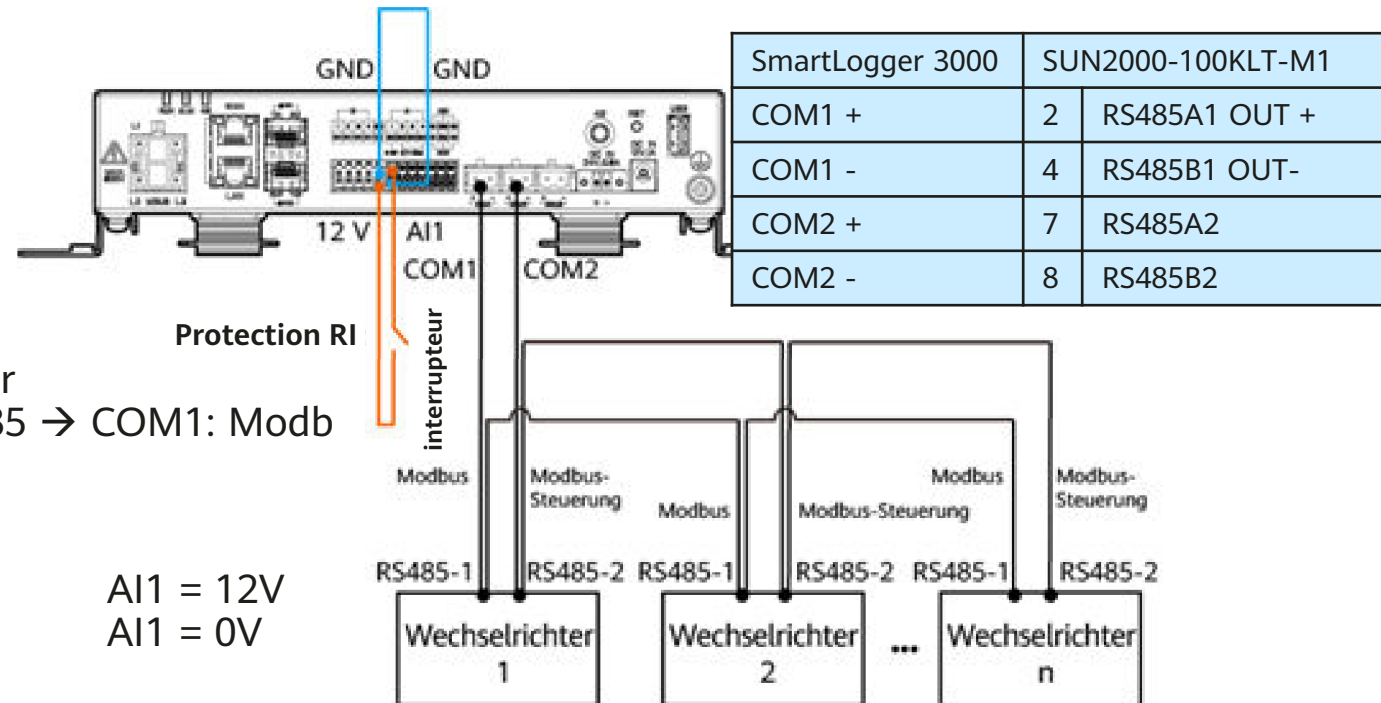 GND GND
SmartLogger 3000 SUN2000-100KLT-M1
COM1 + 2 RS485A1 OUT +
COM1 - 4 RS485B1 OUT-
COM2 + 7 RS485A2
COM2 - 8 RS485B2
LAN
12 V AI1
COM1 COM2
Protection RI
interrupteur
r
35 → COM1: Modb
Modbus Modbus-
Steuerung
Modbus Modbus-Steuerung
Modbus Modbus-
Steuerung
AI1 = 12V
AI1 = 0V
RS485-1 RS485-2 RS485-1 RS485-2 RS485-1 RS485-2
Wechselrichter
1
Wechselrichter
2
...
Wechselrichter
n